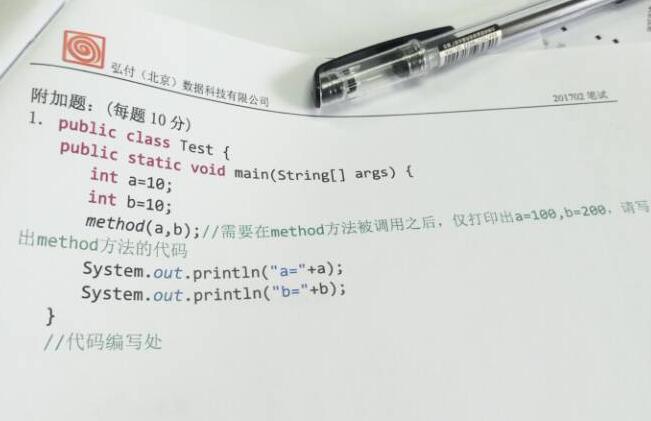 弘付（北京）数据科技有限公司
201702 笔试
附加题：（每题 10 分）
1. public class Test {
public static void main(String[] args) {
int a=10;
int b=10;
method(a,b);//需要在method方法被调用之后，仅打印出a=100,b=200，请写
出method方法的代码
System.out.println("a="+a);
System.out.println("b="+b);
}
//代码编写处